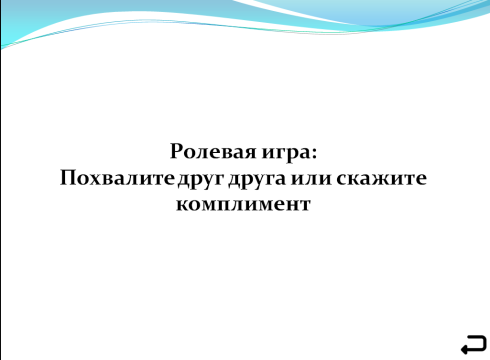 Ролевая игра:
Похвалите друг друга или скажите
комплимент